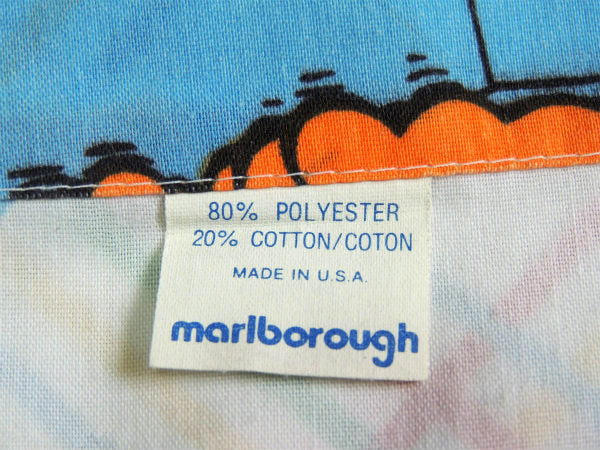 80% POLYESTER
20% COTTON/COTON
MADE IN U.S.A.
marlborough